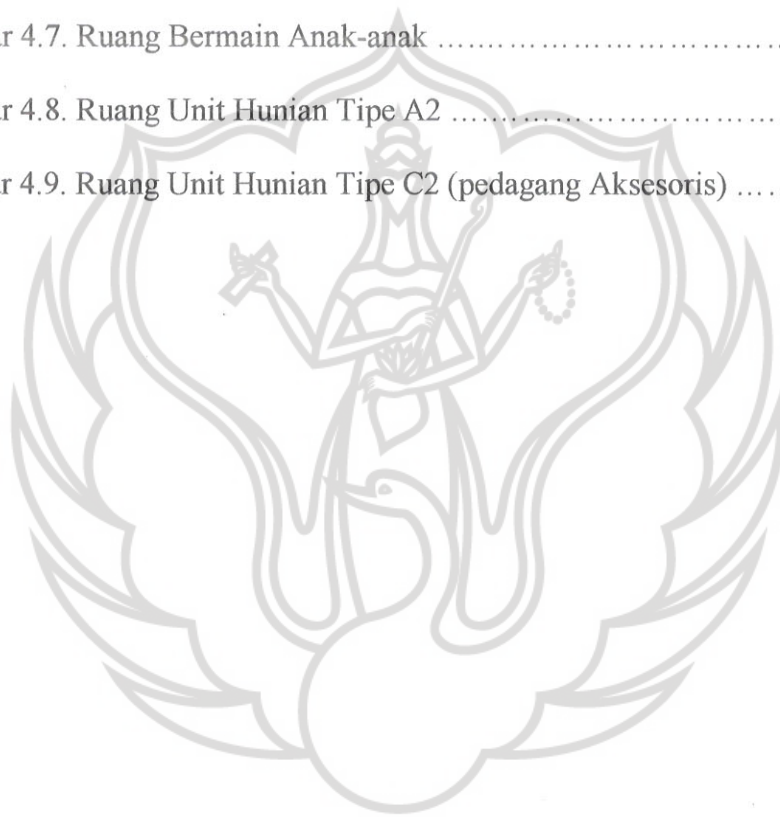 r 4.7. Ruang Bermain Anak-anak ................................
r 4.8. Ruang Unit Hunian Tipe A2 ..............................
r 4.9. Ruang Unit Hunian Tipe C2 (pedagang Aksesoris) ....